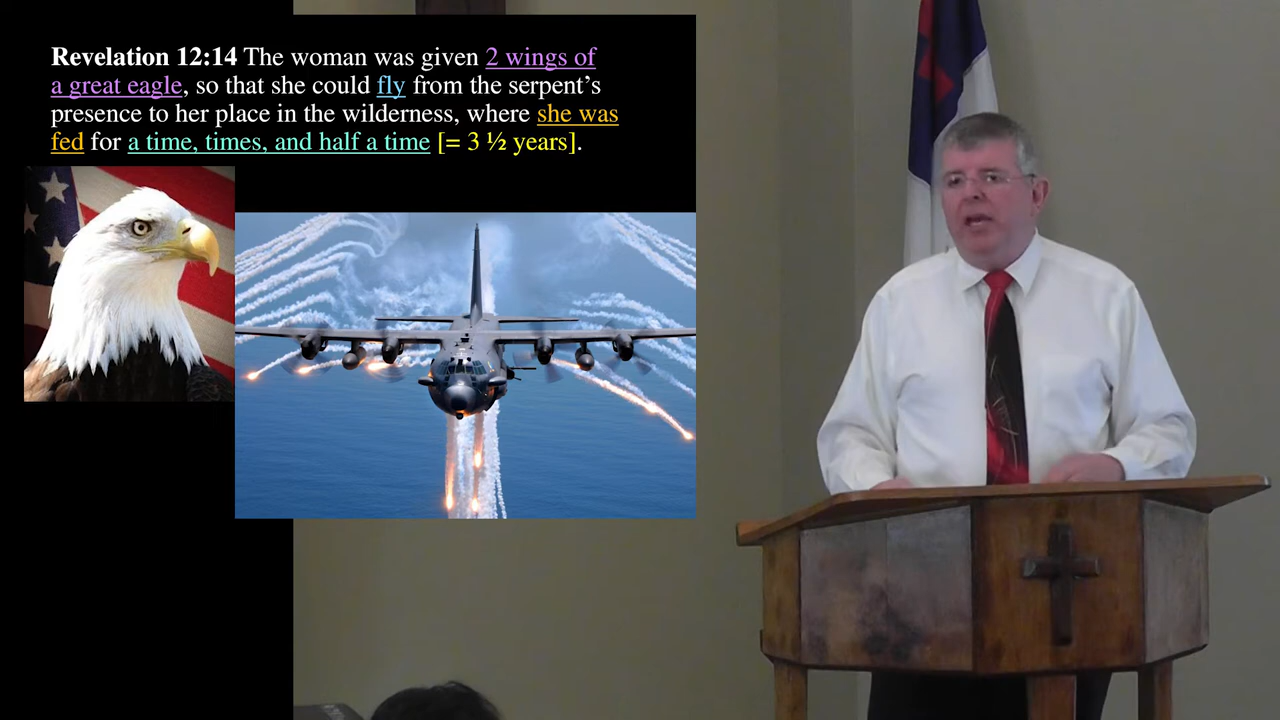 Revelation 12:14 The woman was given 2 wings of
a great eagle, so that she could fly from the serpent’s
presence to her place in the wilderness, where she was
fed for a time, times, and half a time [= 3 ½ years].